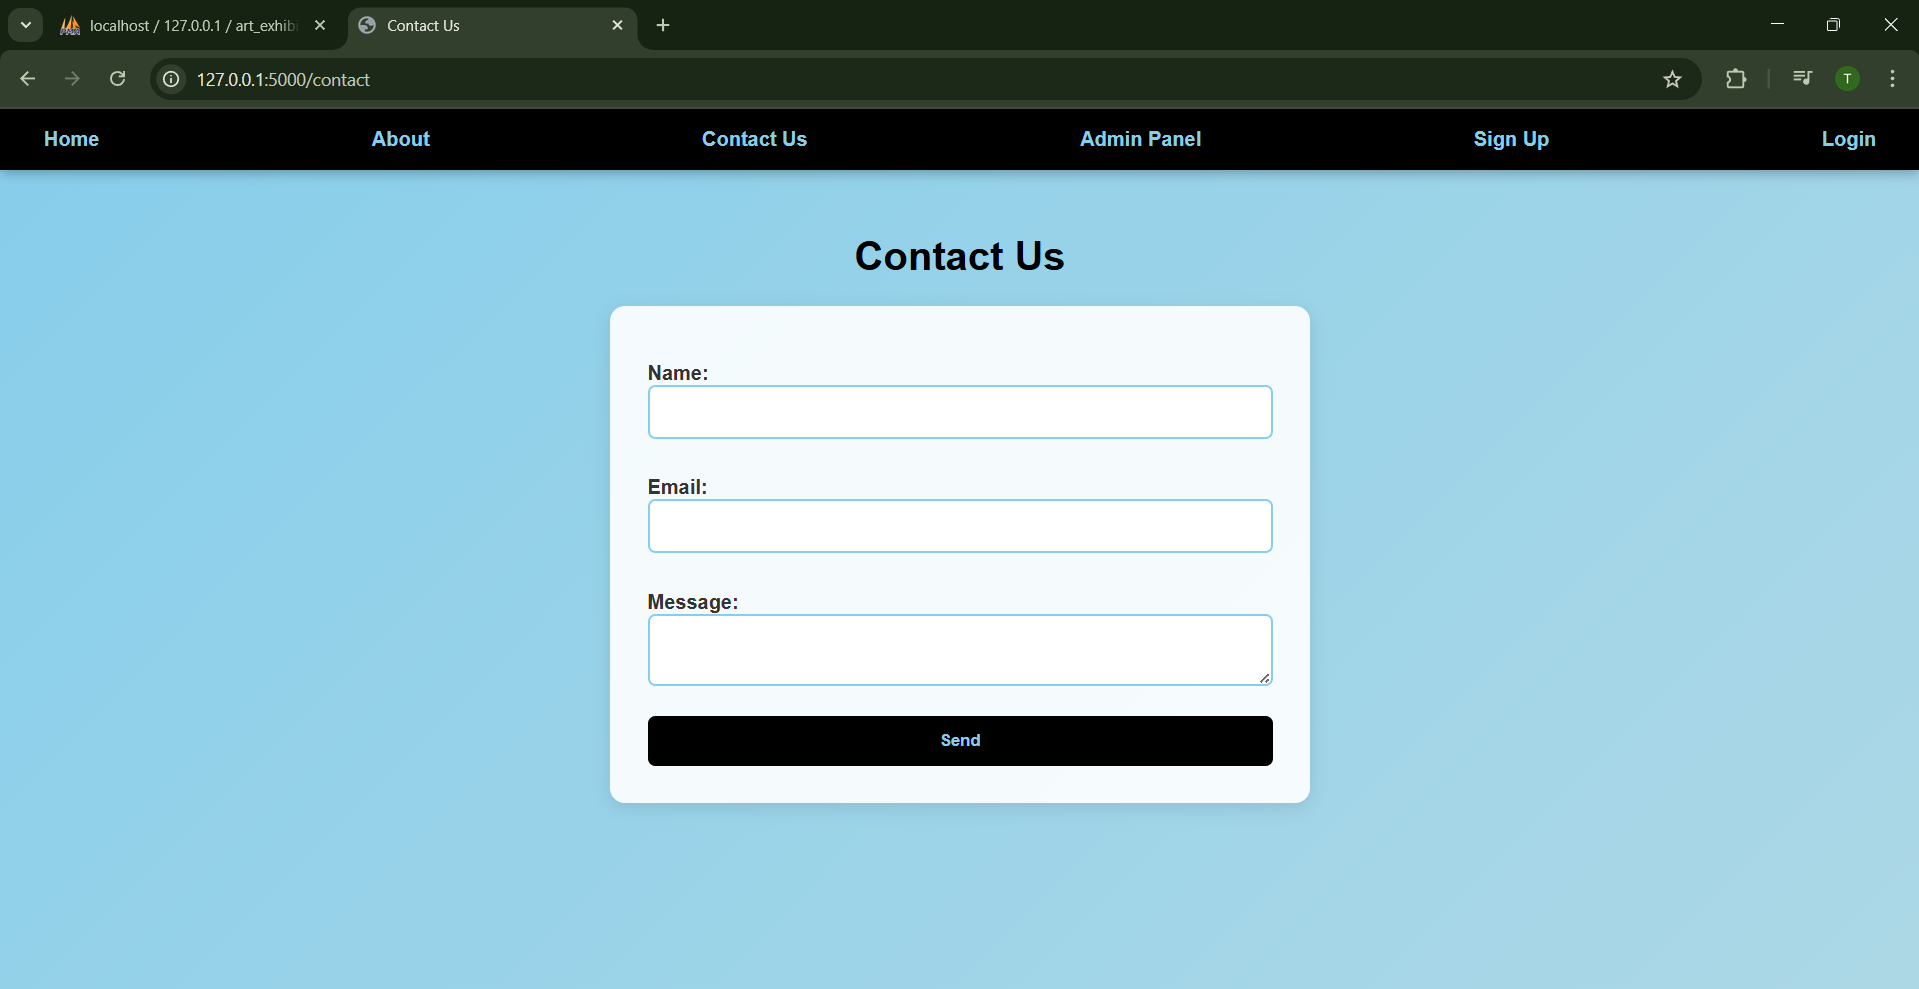 localhost / 127.0.0.1 / art_exhibi
Contact Us
127.0.0.1:5000/contact
T
Home About Contact Us Admin Panel Sign Up Login
Contact Us
Name:
Email:
Message:
Send